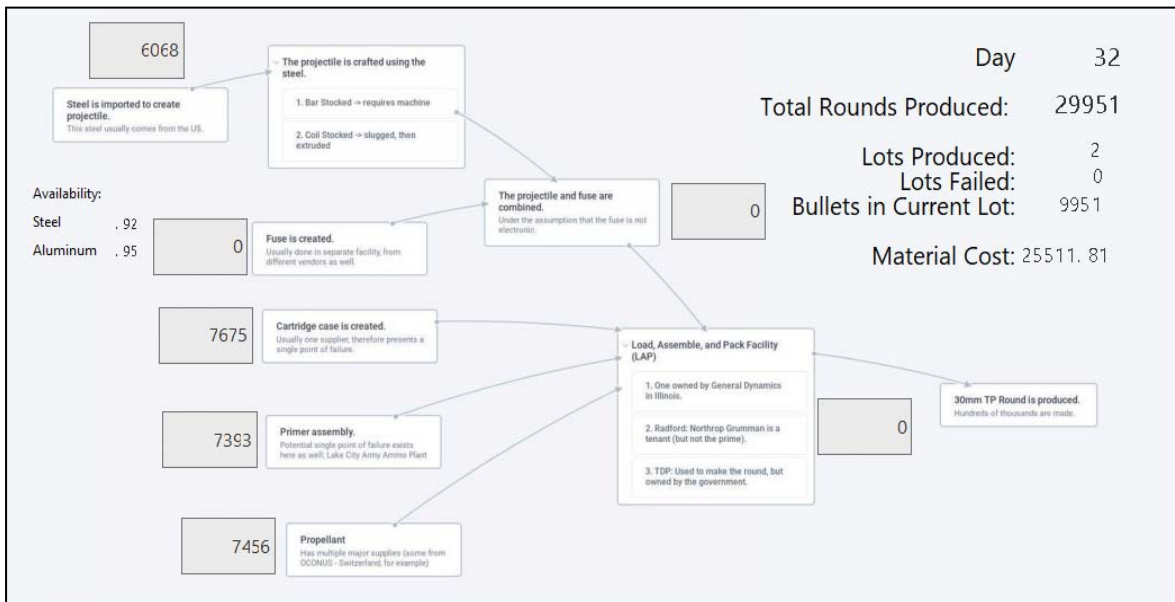 6068
Steel is imported to create
projectile.
This steel usually comes from the US.
The projectile is crafted using the
steel.
1. Bar Stocked -> requires machine
2. Coil Stocked -> slugged, then
extruded
Day 32
Total Rounds Produced: 29951
Lots Produced: 2
Lots Failed: 0
Bullets in Current Lot: 9951
Material Cost: 25511.81
Availability:
Steel .92
Aluminum .95
0
Fuse is created.
Usually done in separate facility, from
different vendors as well.
The projectile and fuse are
combined.
Under the assumption that the fuse is not
electronic.
0
7675
Cartridge case is created.
Usually one supplier, therefore presents a
single point of failure.
7393
Primer assembly.
Potential single point of failure exists
here as well; Lake City Army Ammo Plant
7456
Propellant
Has multiple major supplies (some from
OCONUS - Switzerland, for example)
Load, Assemble, and Pack Facility
(LAP)
1. One owned by General Dynamics
in Illinois.
2. Radford: Northrop Grumman is a
tenant (but not the prime).
3. TDP: Used to make the round, but
owned by the government.
0
30mm TP Round is produced.
Hundreds of thousands are made.